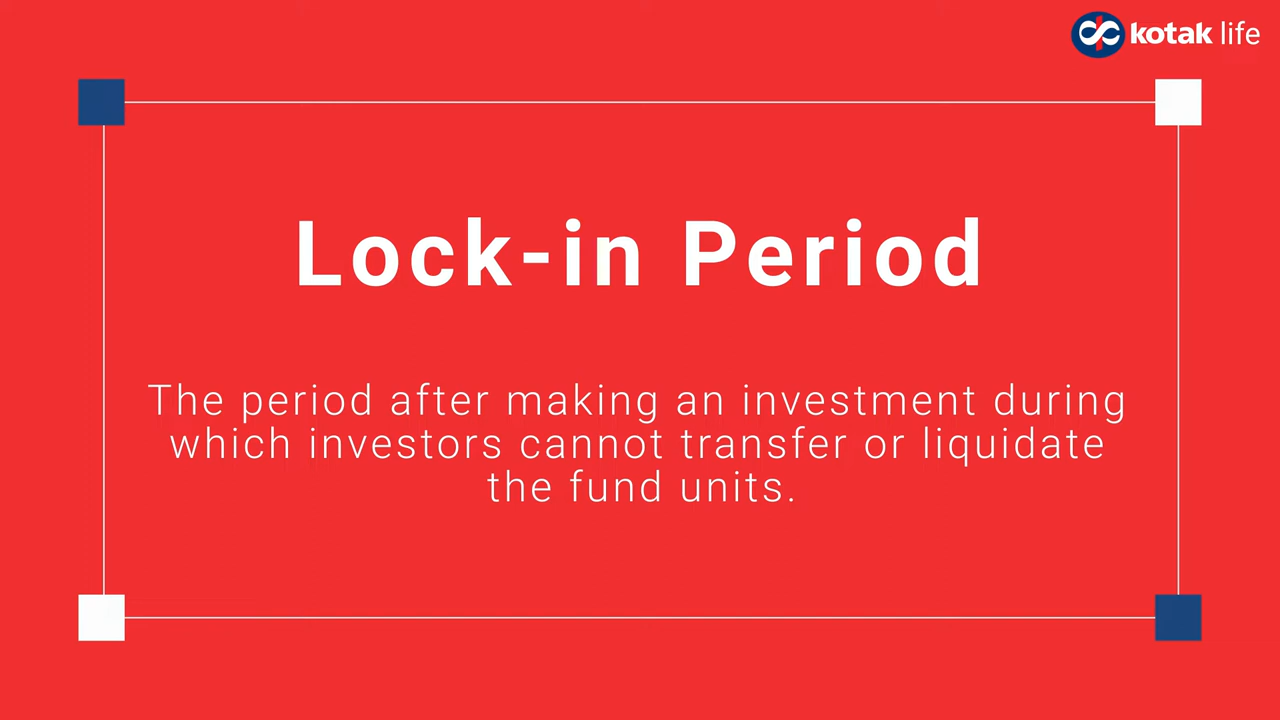 kotak life
Lock-in Period
The period after making an investment during
which investors cannot transfer or liquidate
the fund units.